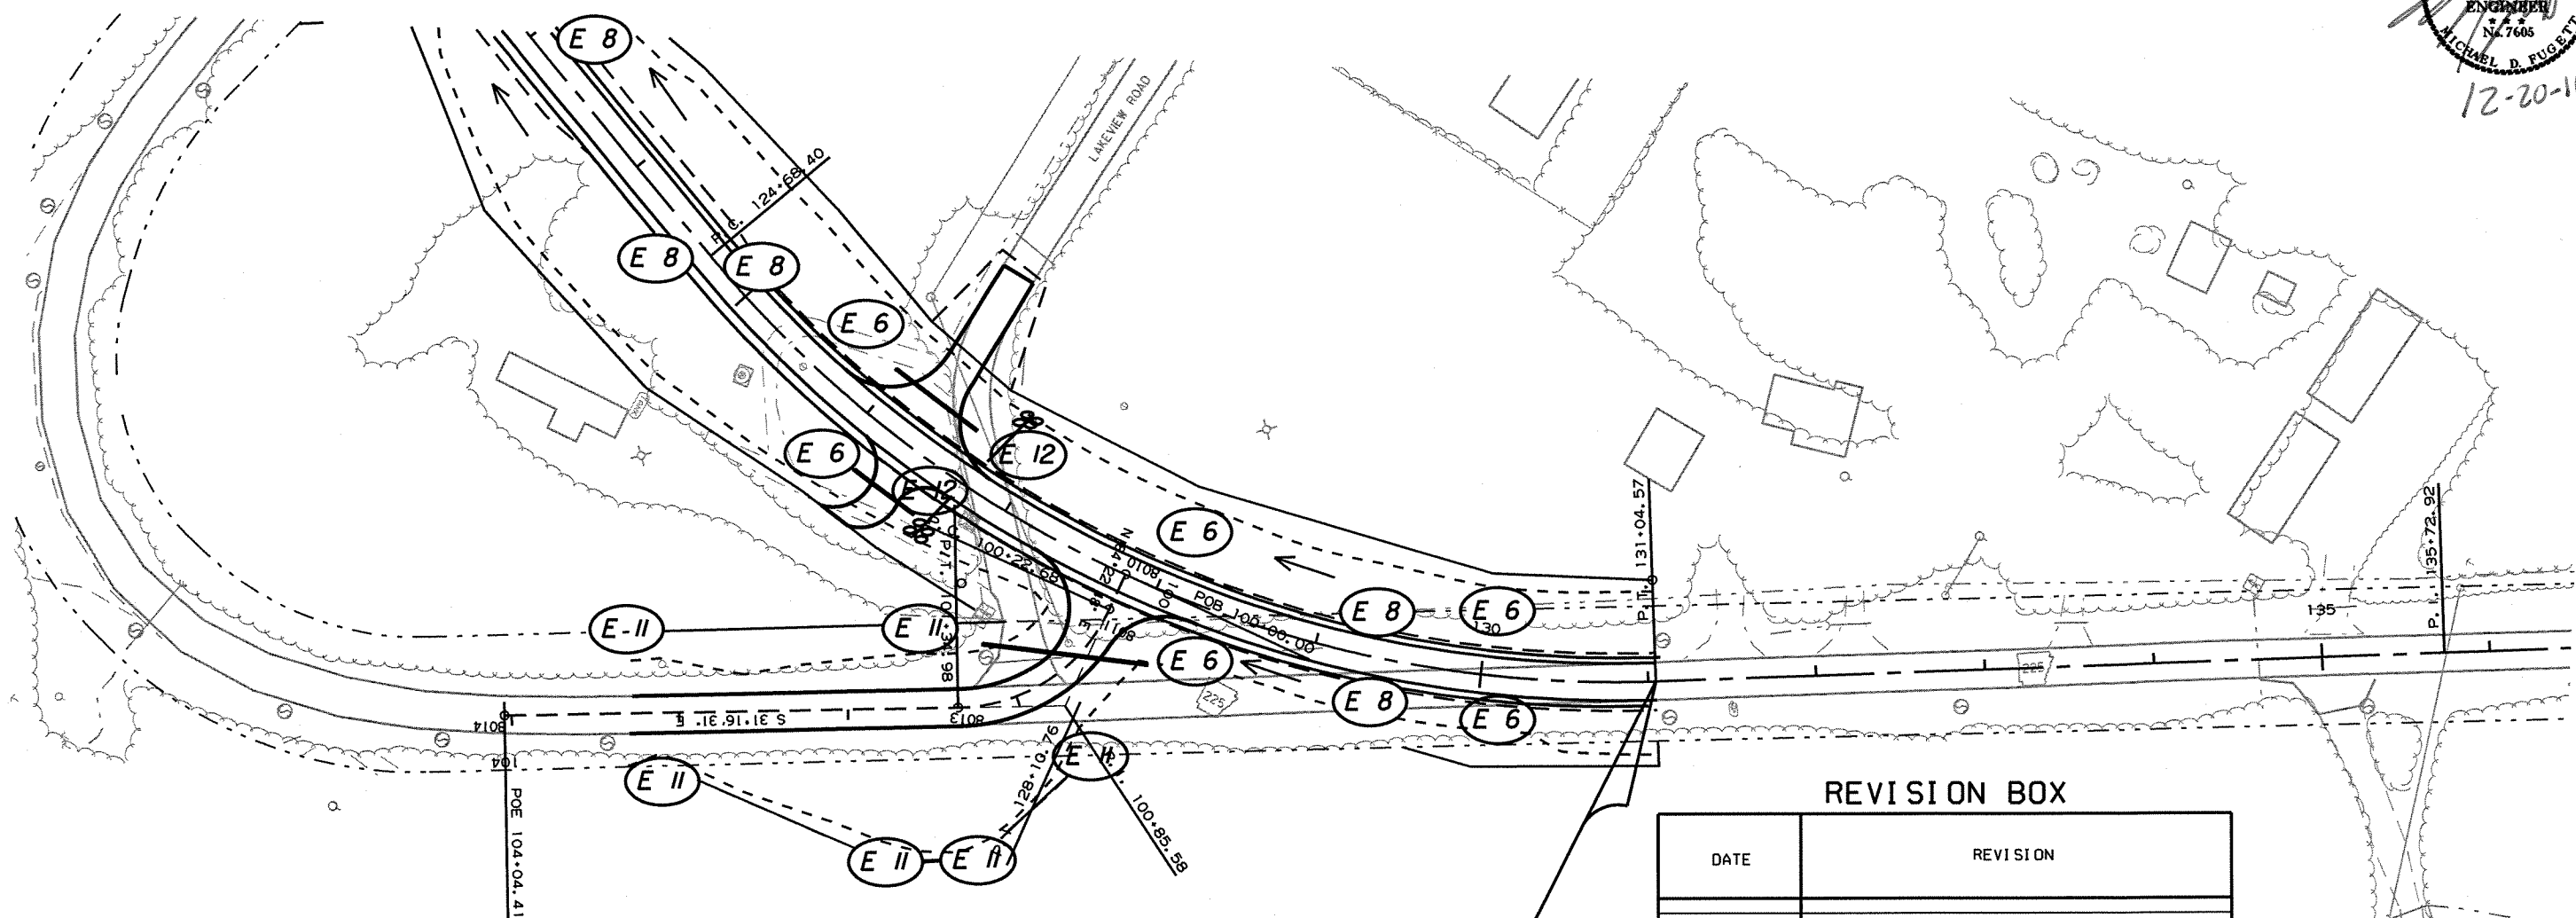 ENGINEER
★ ★ ★
No. 7605
MICHAEL D. FUGETT
12-20-1
E 8
LAKEVIEW ROAD
P.C. 124+68.40
E 8
E 8
E 6
E 6
E 12
E 12
E 6
100+22.68
8010
POB 100+00.00
8011
P.T. 131+04.57
P.I. 135+72.92
135
130
E 8
E 6
E-11
E 11
E 6
225
225
E 8
E 6
8014
S 31°16'31" E
8013
104
E 11
E 11
128+10.76
100+85.58
POE 104+04.41
E 11
E 11
REVISION BOX
DATE
REVISION